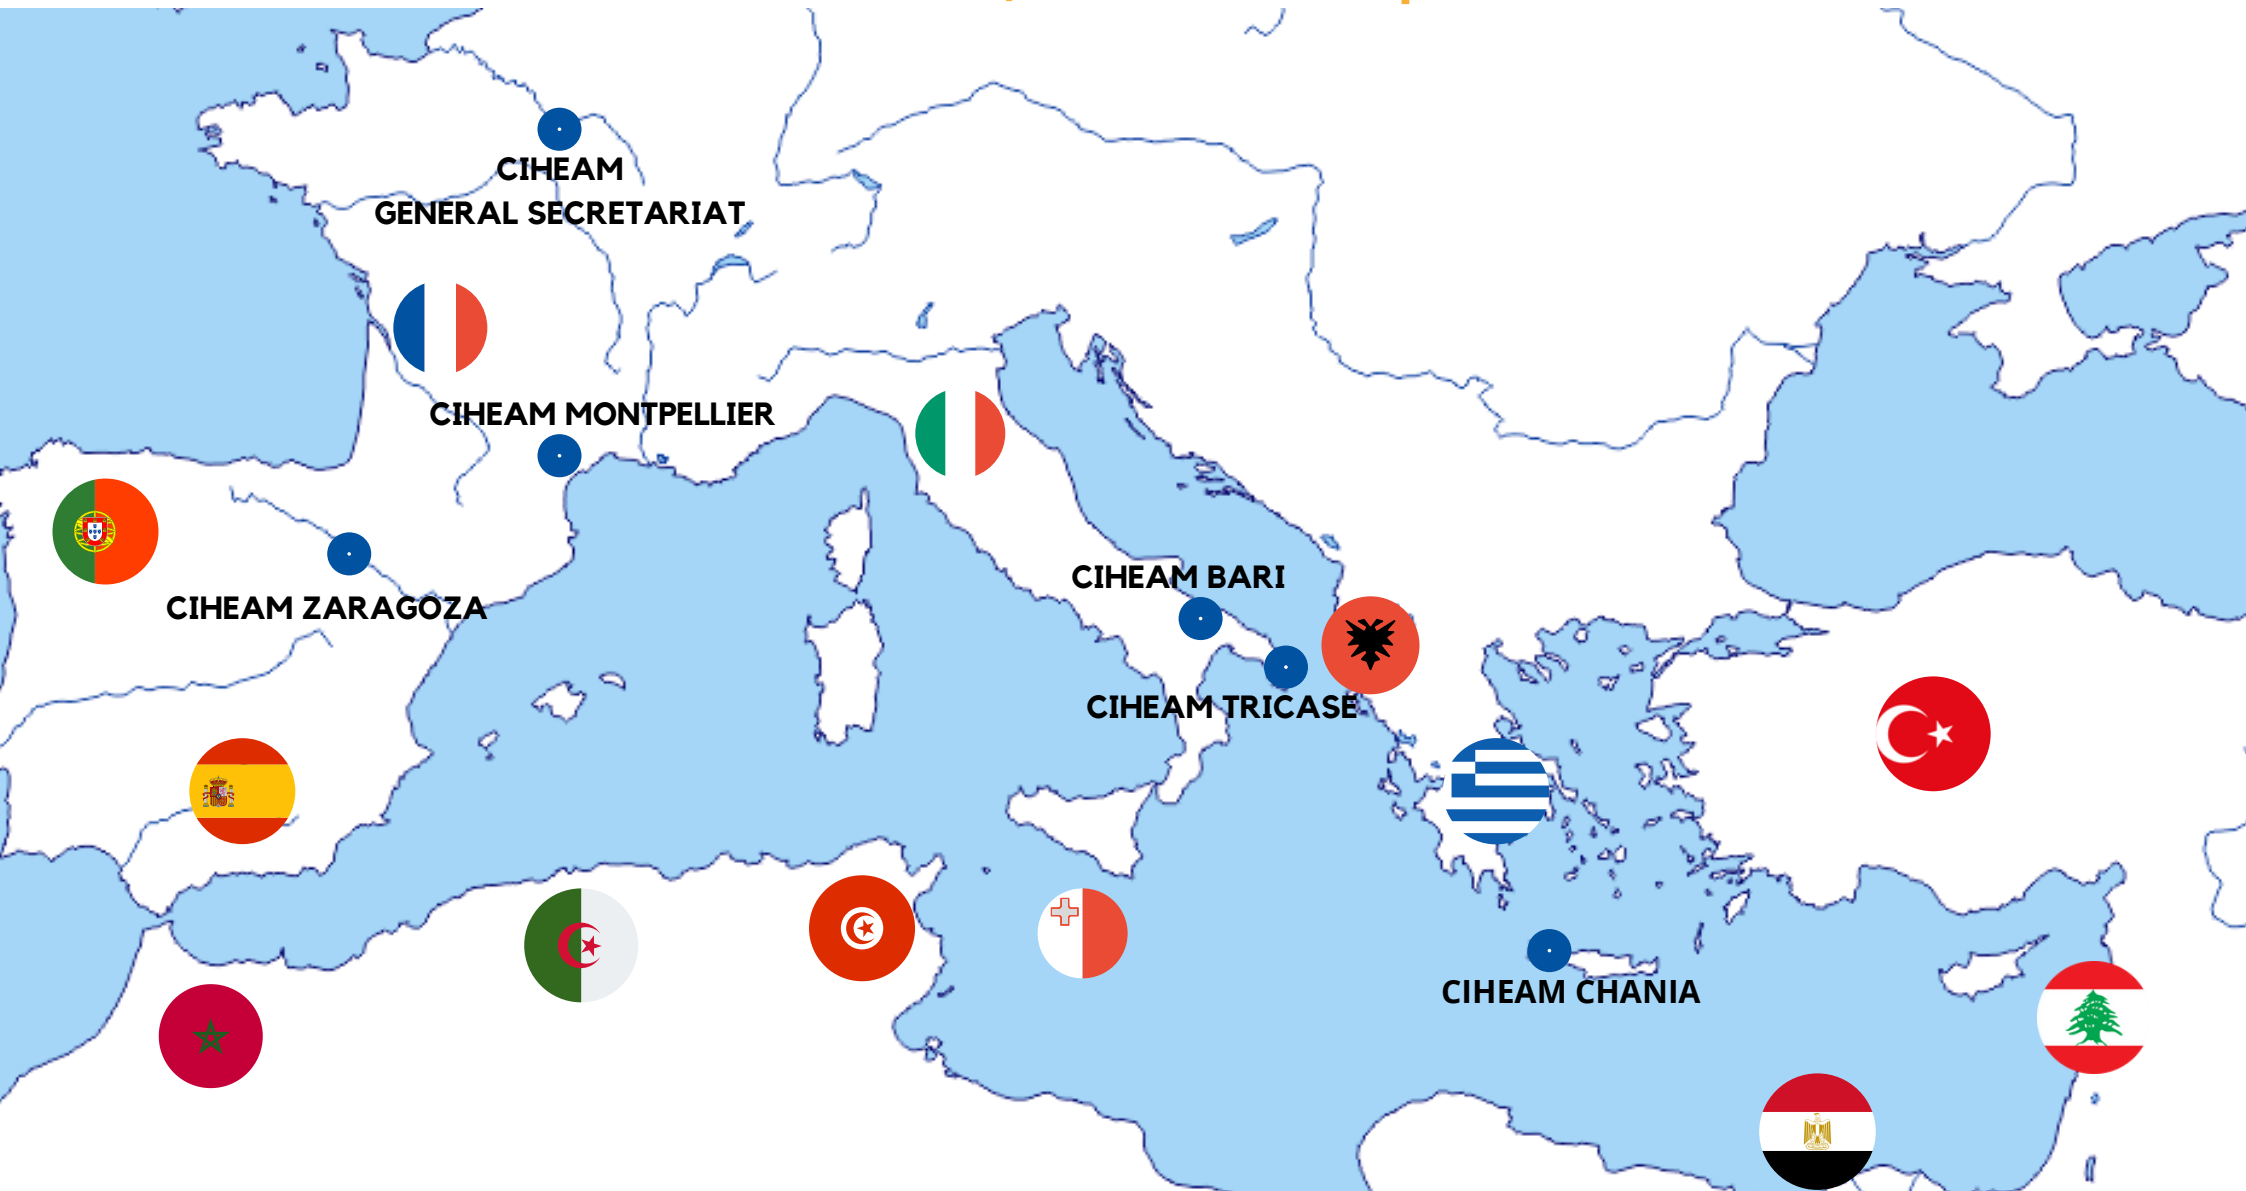 CIHEAM
GENERAL SECRETARIAT
CIHEAM MONTPELLIER
CIHEAM ZARAGOZA
CIHEAM BARI
CIHEAM TRICASE
CIHEAM CHANIA